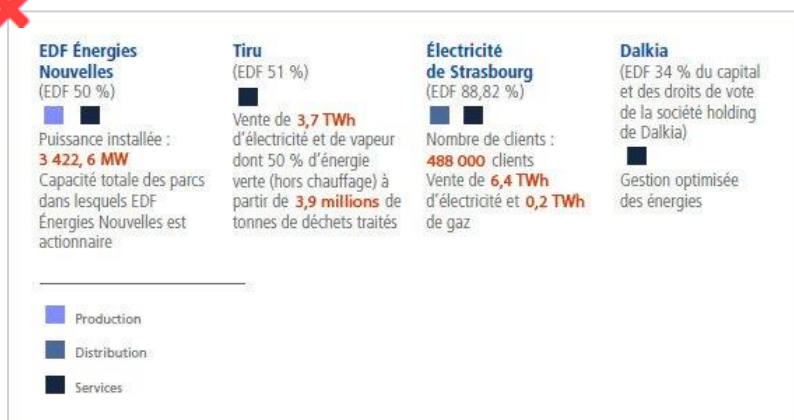 EDF Énergies
Nouvelles
(EDF 50 %)
Puissance installée :
3 422, 6 MW
Capacité totale des parcs
dans lesquels EDF
Énergies Nouvelles est
actionnaire
Tiru
(EDF 51 %)
Vente de 3,7 TWh
d’électricité et de vapeur
dont 50 % d’énergie
verte (hors chauffage) à
partir de 3,9 millions de
tonnes de déchets traités
Électricité
de Strasbourg
(EDF 88,82 %)
Nombre de clients :
488 000 clients
Vente de 6,4 TWh
d’électricité et 0,2 TWh
de gaz
Dalkia
(EDF 34 % du capital
et des droits de vote
de la société holding
de Dalkia)
Gestion optimisée
des énergies
Production
Distribution
Services